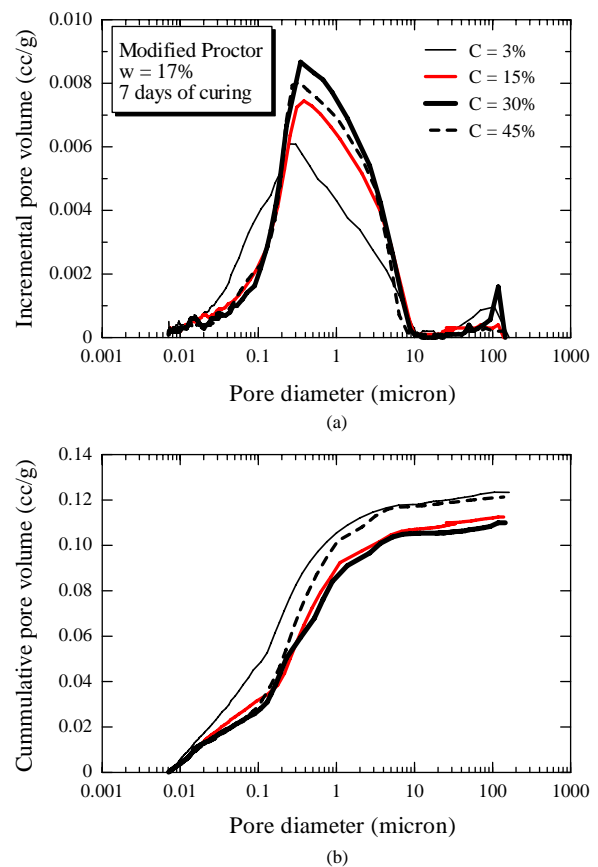 0.010
0.008
0.006
0.004
0.002
0
Incremental pore volume (cc/g)
Modified Proctor
w = 17%
7 days of curing
C = 3%
C = 15%
C = 30%
C = 45%
0.001 0.01 0.1 1 10 100 1000
Pore diameter (micron)
(a)
0.14
0.12
0.10
0.08
0.06
0.04
0.02
0
Cummulative pore volume (cc/g)
0.001 0.01 0.1 1 10 100 1000
Pore diameter (micron)
(b)